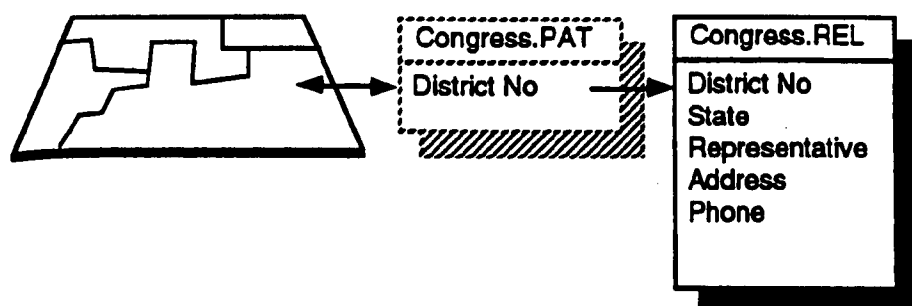 Congress.PAT
District No
Congress.REL
District No
State
Representative
Address
Phone